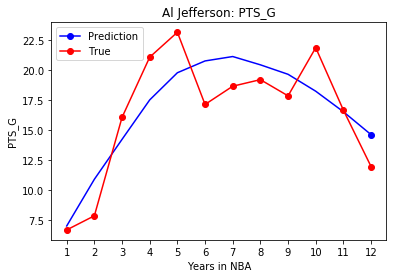 Al Jefferson: PTS_G
Prediction
True
22.5
20.0
17.5
15.0
12.5
10.0
7.5
PTS_G
1 2 3 4 5 6 7 8 9 10 11 12
Years in NBA